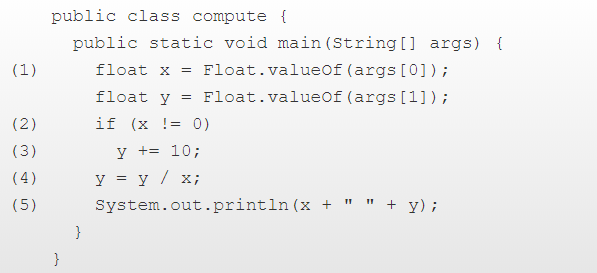 public class compute {
public static void main(String[] args) {
(1) float x = Float.valueOf(args[0]);
float y = Float.valueOf(args[1]);
(2) if (x != 0)
(3) y += 10;
(4) y = y / x;
(5) System.out.println(x + " " + y);
}
}